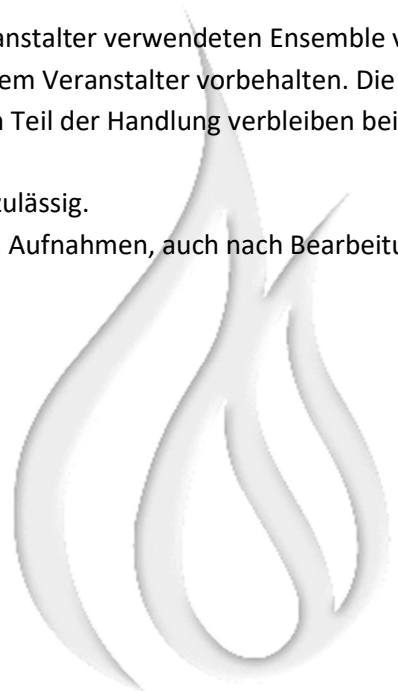 anstalter verwendeten Ensemble v
em Veranstalter vorbehalten. Die
n Teil der Handlung verbleiben bei
zulässig.
Aufnahmen, auch nach Bearbeitu